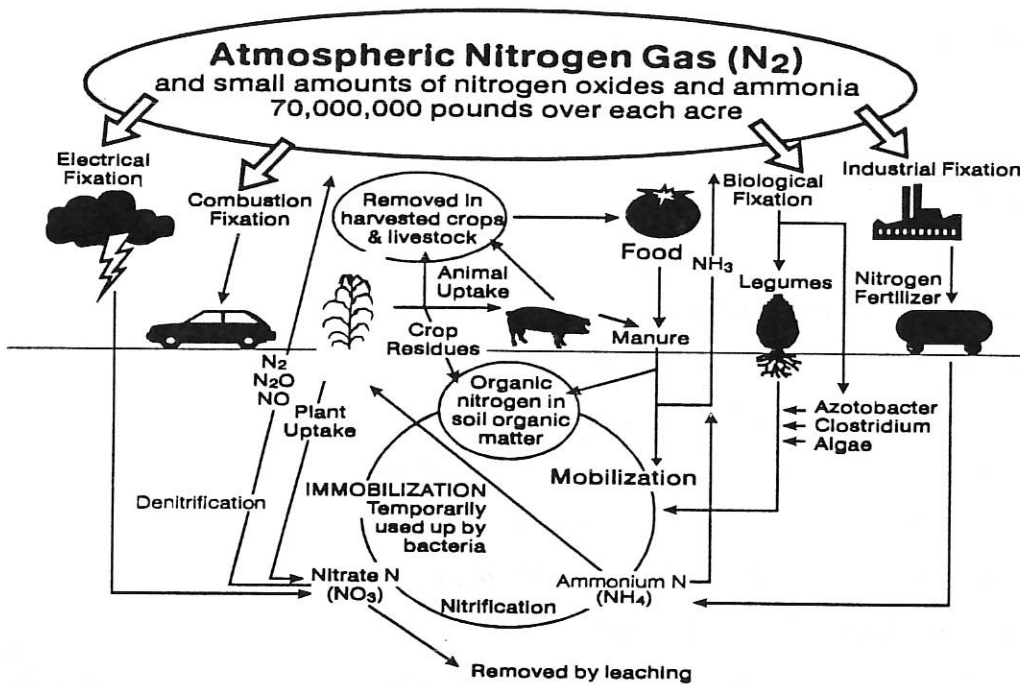 Atmospheric Nitrogen Gas (N₂)
and small amounts of nitrogen oxides and ammonia
70,000,000 pounds over each acre
Electrical
Fixation
Combustion
Fixation
Removed in
harvested crops
& livestock
Food
NH₃
Biological
Fixation
Industrial Fixation
Animal
Uptake
Legumes
Nitrogen
Fertilizer
Crop
Residues
Manure
N₂
N₂O
NO
Plant
Uptake
Organic
nitrogen in
soil organic
matter
Azotobacter
Clostridium
Algae
Mobilization
Denitrification
IMMOBILIZATION
Temporarily
used up by
bacteria
Nitrate N
(NO₃)
Ammonium N
(NH₄)
Nitrification
Removed by leaching